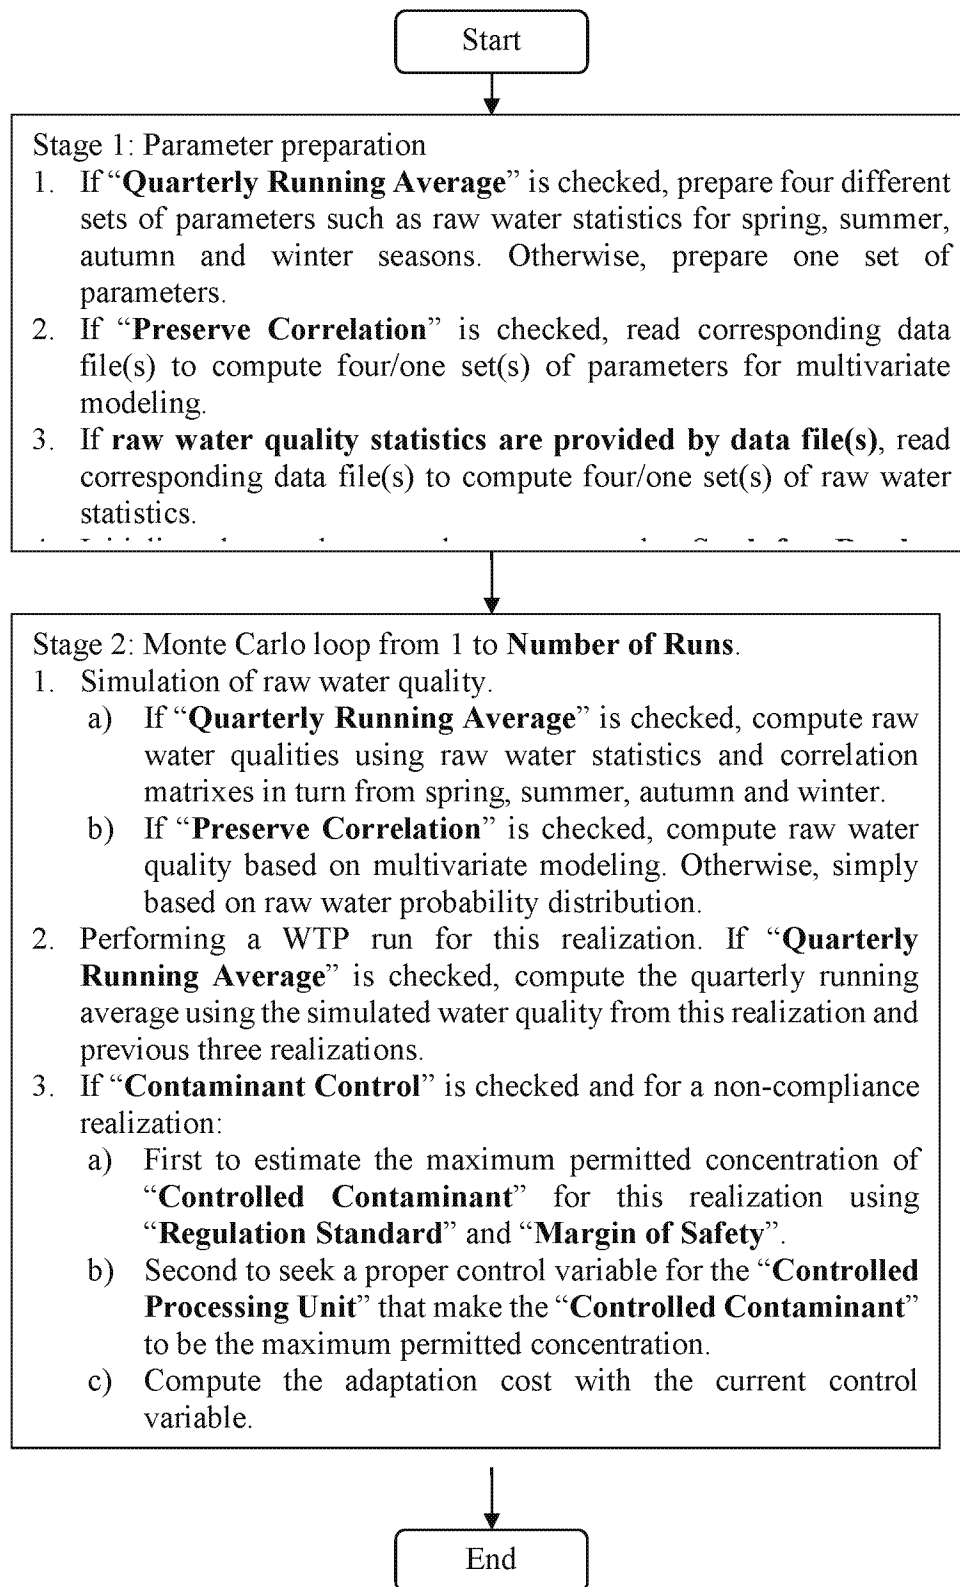 Start
Stage 1: Parameter preparation
1. If “Quarterly Running Average” is checked, prepare four different
sets of parameters such as raw water statistics for spring, summer,
autumn and winter seasons. Otherwise, prepare one set of
parameters.
2. If “Preserve Correlation” is checked, read corresponding data
file(s) to compute four/one set(s) of parameters for multivariate
modeling.
3. If raw water quality statistics are provided by data file(s), read
corresponding data file(s) to compute four/one set(s) of raw water
statistics.
Stage 2: Monte Carlo loop from 1 to Number of Runs.
1. Simulation of raw water quality.
a) If “Quarterly Running Average” is checked, compute raw
water qualities using raw water statistics and correlation
matrixes in turn from spring, summer, autumn and winter.
b) If “Preserve Correlation” is checked, compute raw water
quality based on multivariate modeling. Otherwise, simply
based on raw water probability distribution.
2. Performing a WTP run for this realization. If “Quarterly
Running Average” is checked, compute the quarterly running
average using the simulated water quality from this realization and
previous three realizations.
3. If “Contaminant Control” is checked and for a non-compliance
realization:
a) First to estimate the maximum permitted concentration of
“Controlled Contaminant” for this realization using
“Regulation Standard” and “Margin of Safety”.
b) Second to seek a proper control variable for the “Controlled
Processing Unit” that make the “Controlled Contaminant”
to be the maximum permitted concentration.
c) Compute the adaptation cost with the current control
variable.
End